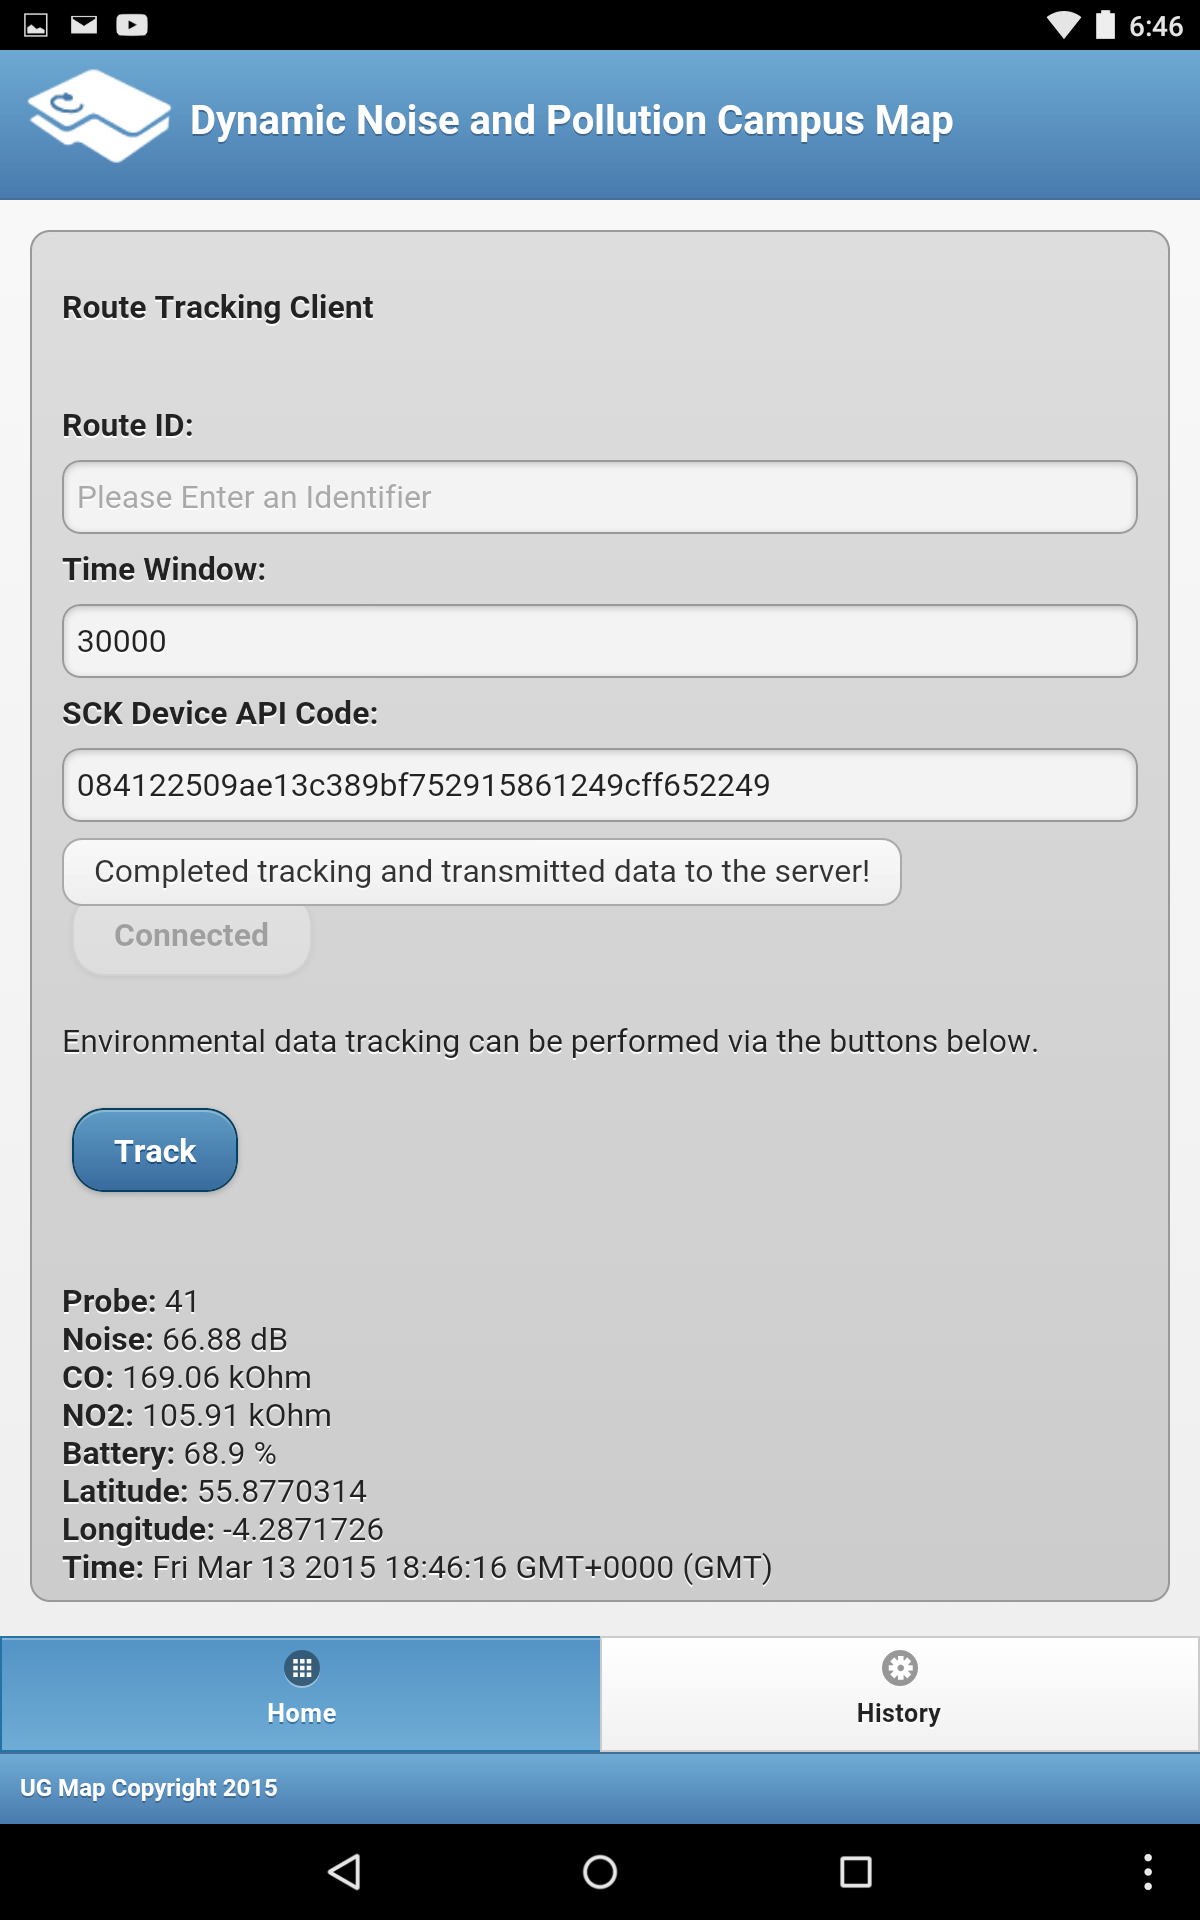 6:46
Dynamic Noise and Pollution Campus Map
Route Tracking Client
Route ID:
Please Enter an Identifier
Time Window:
30000
SCK Device API Code:
084122509ae13c389bf752915861249cff652249
Completed tracking and transmitted data to the server!
Connected
Environmental data tracking can be performed via the buttons below.
Track
Probe: 41
Noise: 66.88 dB
CO: 169.06 kOhm
NO2: 105.91 kOhm
Battery: 68.9 %
Latitude: 55.8770314
Longitude: -4.2871726
Time: Fri Mar 13 2015 18:46:16 GMT+0000 (GMT)
Home
History
UG Map Copyright 2015